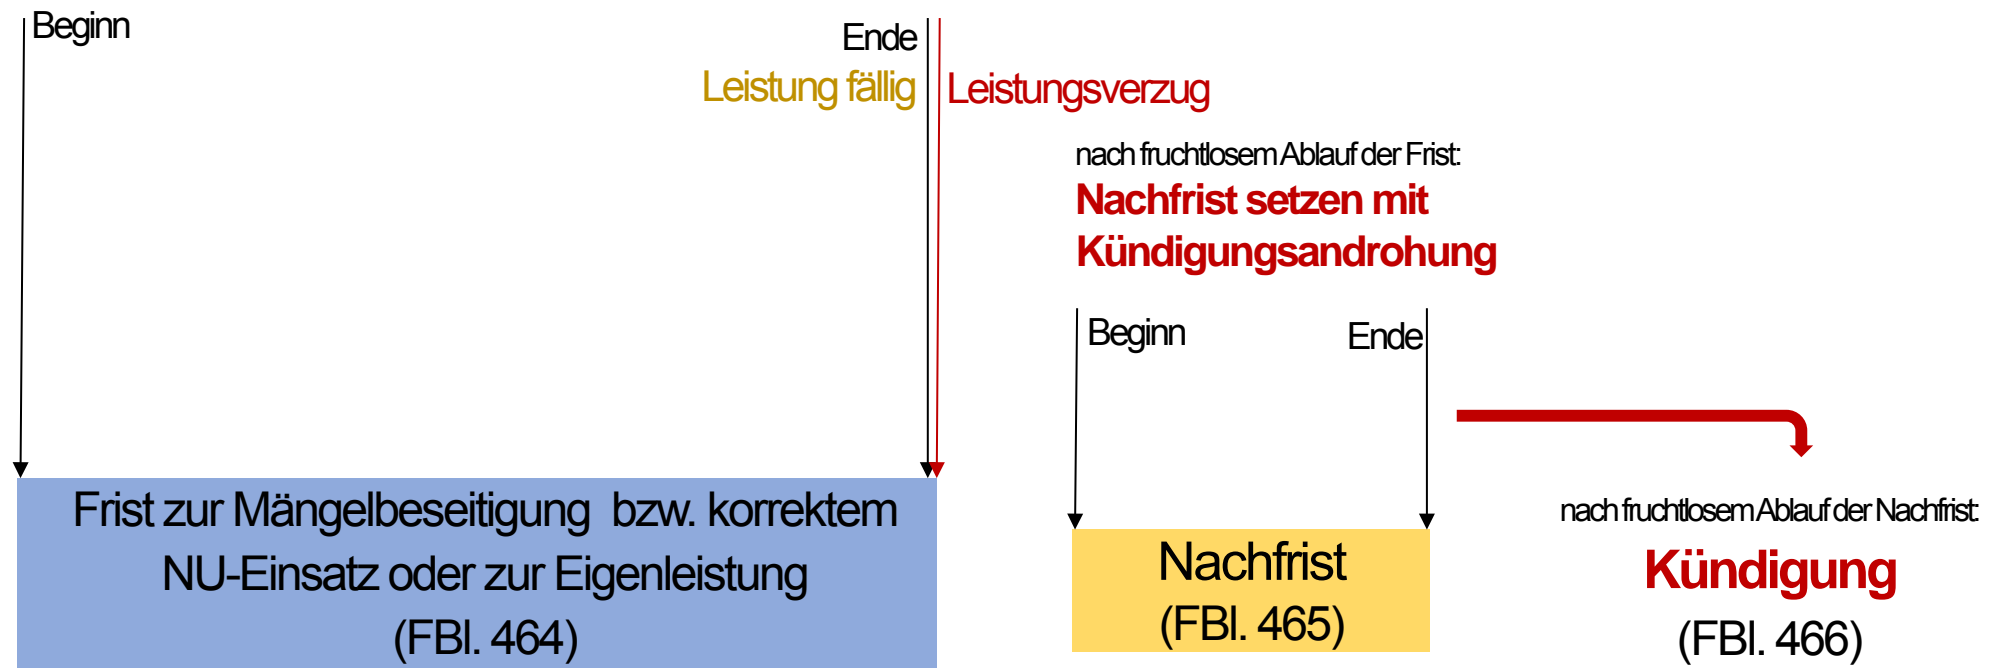 Beginn
Ende
Leistung fällig
Leistungsverzug
nach fruchtlosem Ablauf der Frist:
Nachfrist setzen mit
Kündigungsandrohung
Beginn
Ende
Frist zur Mängelbeseitigung bzw. korrektem
NU-Einsatz oder zur Eigenleistung
(FBl. 464)
Nachfrist
(FBl. 465)
nach fruchtlosem Ablauf der Nachfrist:
Kündigung
(FBl. 466)